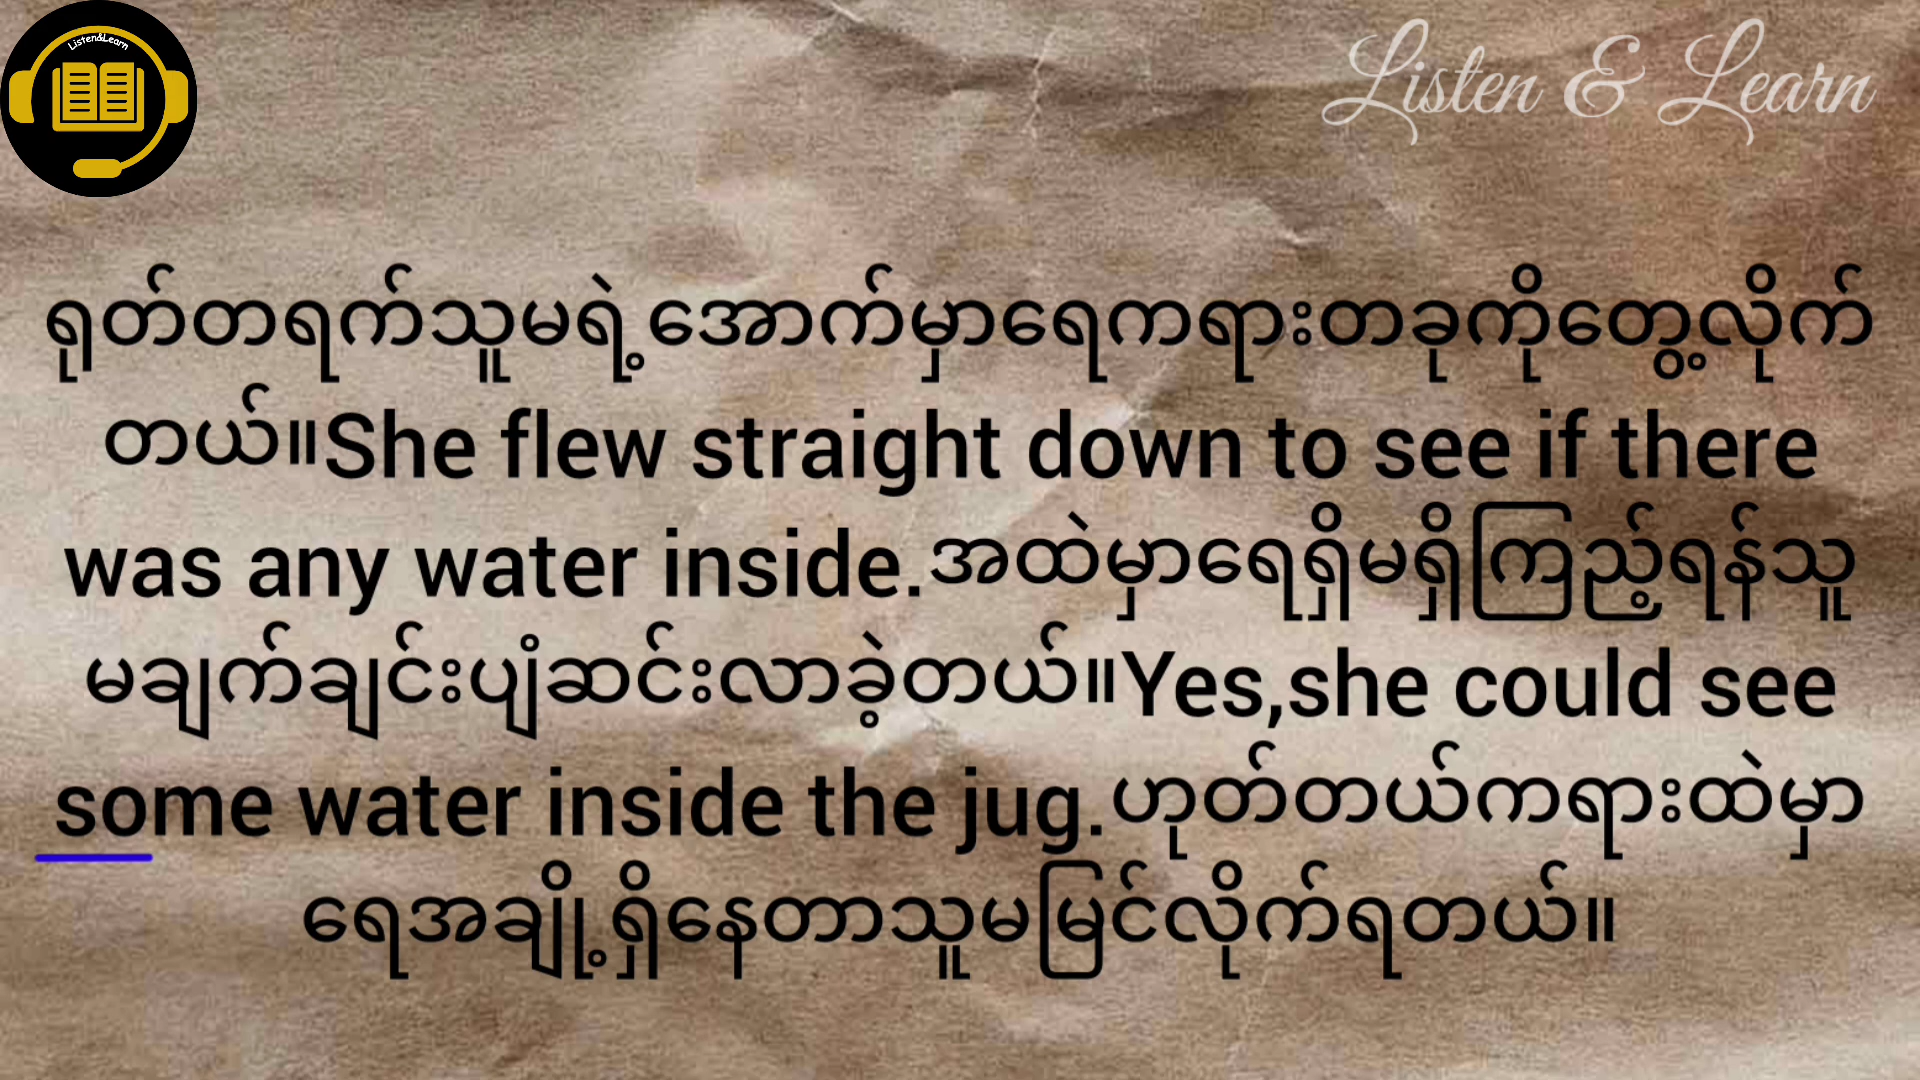 Listen&Learn
Listen & Learn
ရုတ်တရက်သူမရဲ့အောက်မှာရေကရားတခုကိုတွေ့လိုက်
တယ်။She flew straight down to see if there
was any water inside.အထဲမှာရေရှိမရှိကြည့်ရန်သူ
မချက်ချင်းပျံဆင်းလာခဲ့တယ်။Yes,she could see
some water inside the jug.ဟုတ်တယ်ကရားထဲမှာ
ရေအချို့ရှိနေတာသူမမြင်လိုက်ရတယ်။